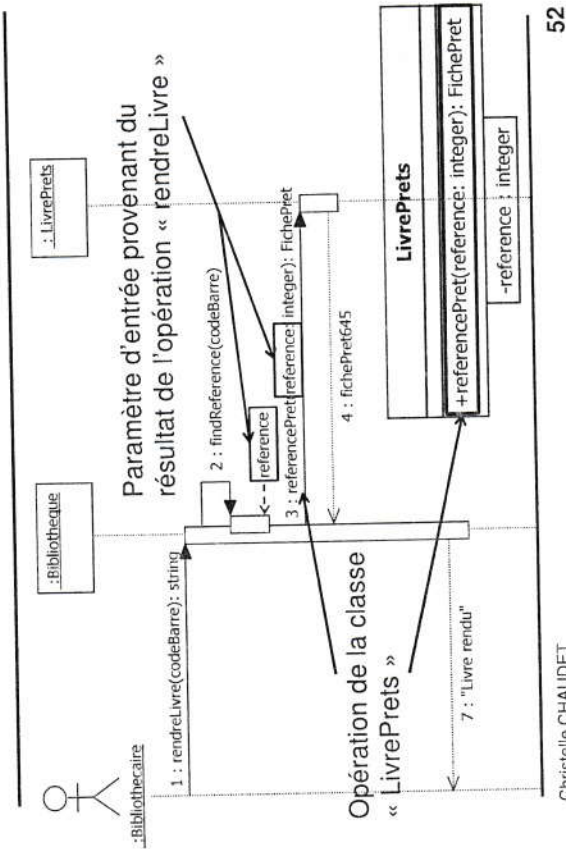 :Bibliothecaire
:Bibliotheque
: LivrePrets
Paramètre d'entrée provenant du
résultat de l'opération « rendreLivre »
1 : rendreLivre(codeBarre): string
2 : findReference(codeBarre)
reference
3 : referencePret(reference: integer): FichePret
4 : fichePret645
Opération de la classe
« LivrePrets »
7 : "Livre rendu"
LivrePrets
+referencePret(reference: integer): FichePret
-reference : integer
Christelle CHAUDET
52